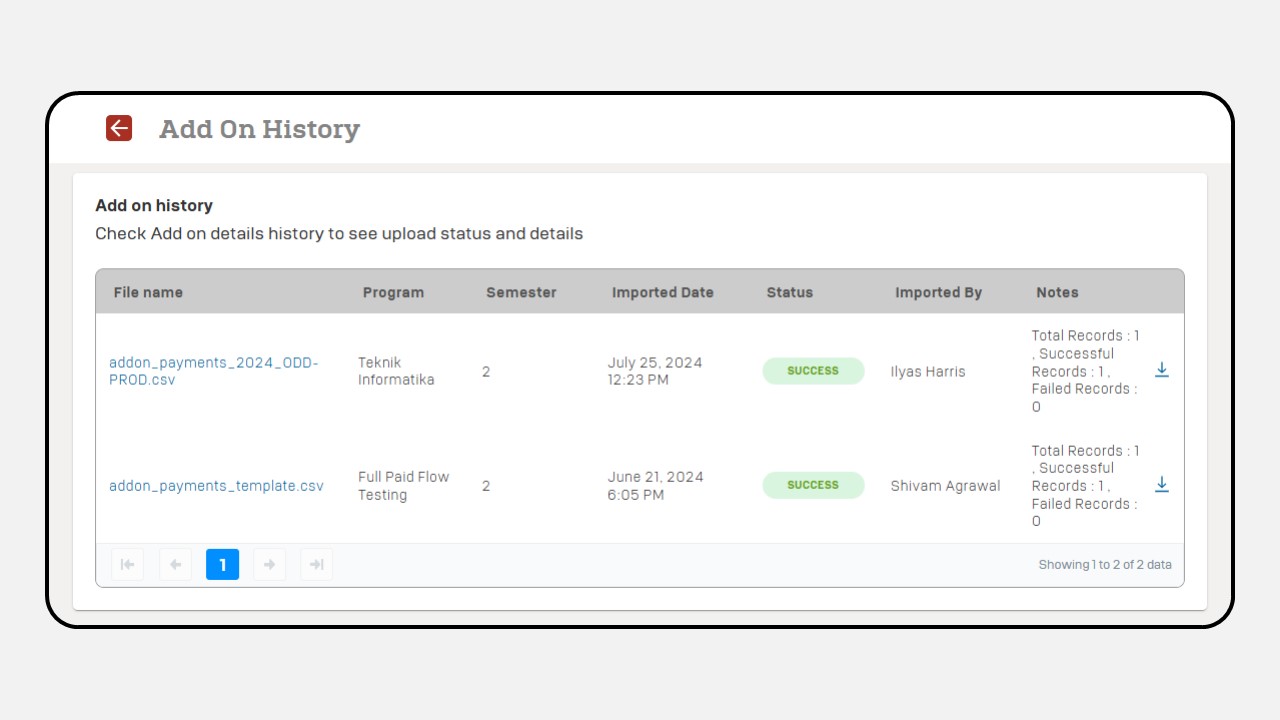 Add On History
Add on history
Check Add on details history to see upload status and details
File name Program Semester Imported Date Status Imported By Notes
addon_payments_2024_ODD-
PROD.csv
Teknik
Informatika
2
July 25, 2024
12:23 PM
SUCCESS
Ilyas Harris
Total Records : 1
, Successful
Records : 1 ,
Failed Records :
0
addon_payments_template.csv
Full Paid Flow
Testing
2
June 21, 2024
6:05 PM
SUCCESS
Shivam Agrawal
Total Records : 1
, Successful
Records : 1 ,
Failed Records :
0
1
Showing 1 to 2 of 2 data